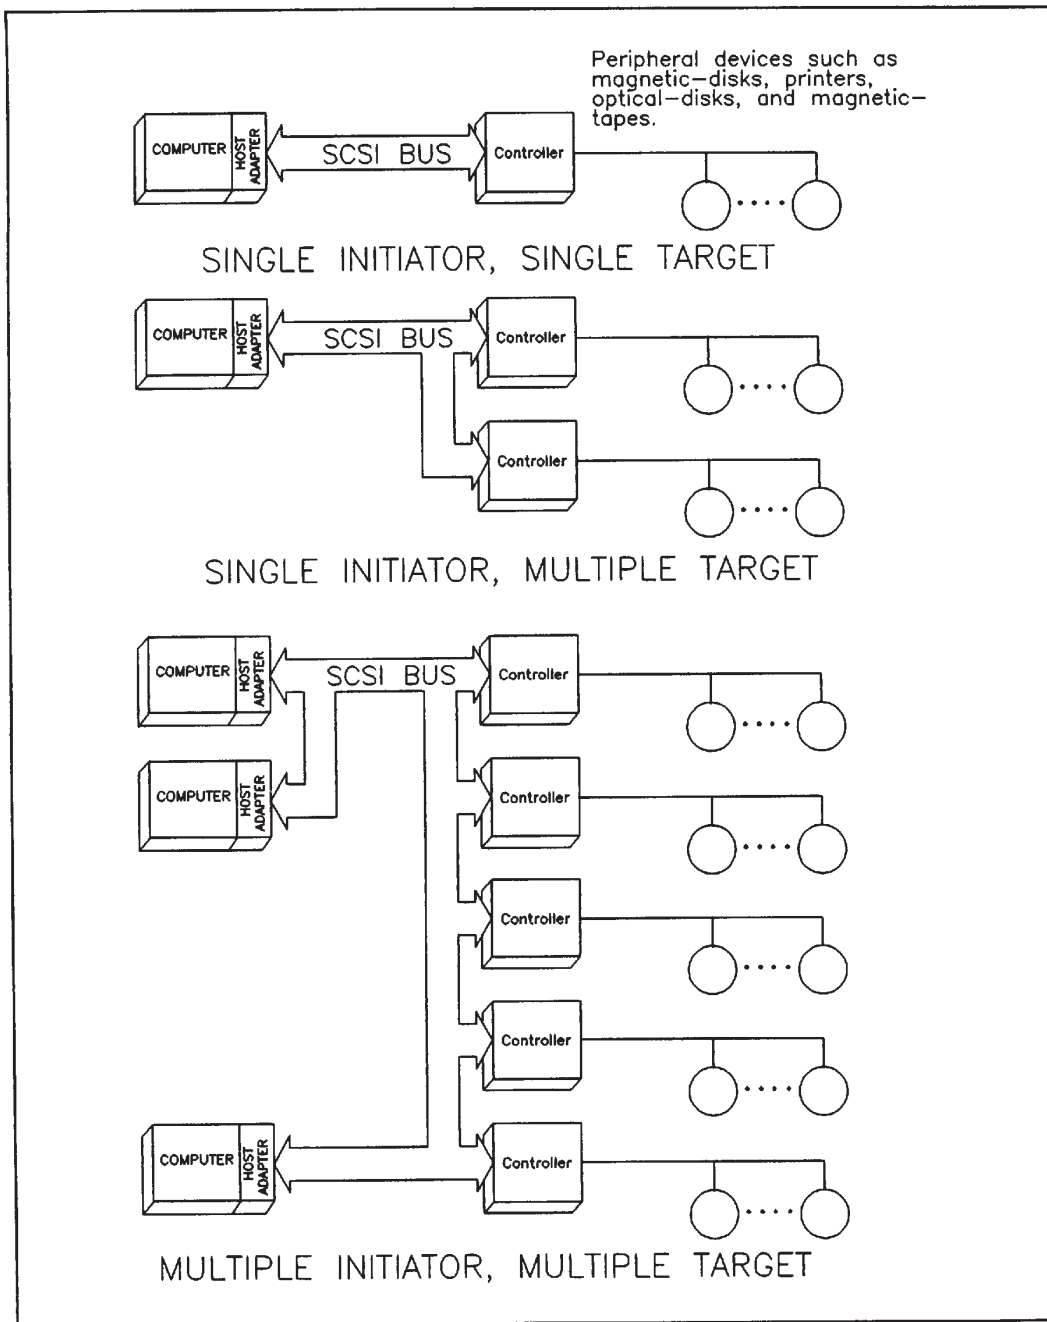 Peripheral devices such as
magnetic-disks, printers,
optical-disks, and magnetic-
tapes.
COMPUTER
HOST
ADAPTER
SCSI BUS
Controller
SINGLE INITIATOR, SINGLE TARGET
COMPUTER
HOST
ADAPTER
SCSI BUS
Controller
Controller
SINGLE INITIATOR, MULTIPLE TARGET
COMPUTER
HOST
ADAPTER
SCSI BUS
Controller
COMPUTER
HOST
ADAPTER
Controller
Controller
Controller
COMPUTER
HOST
ADAPTER
Controller
MULTIPLE INITIATOR, MULTIPLE TARGET